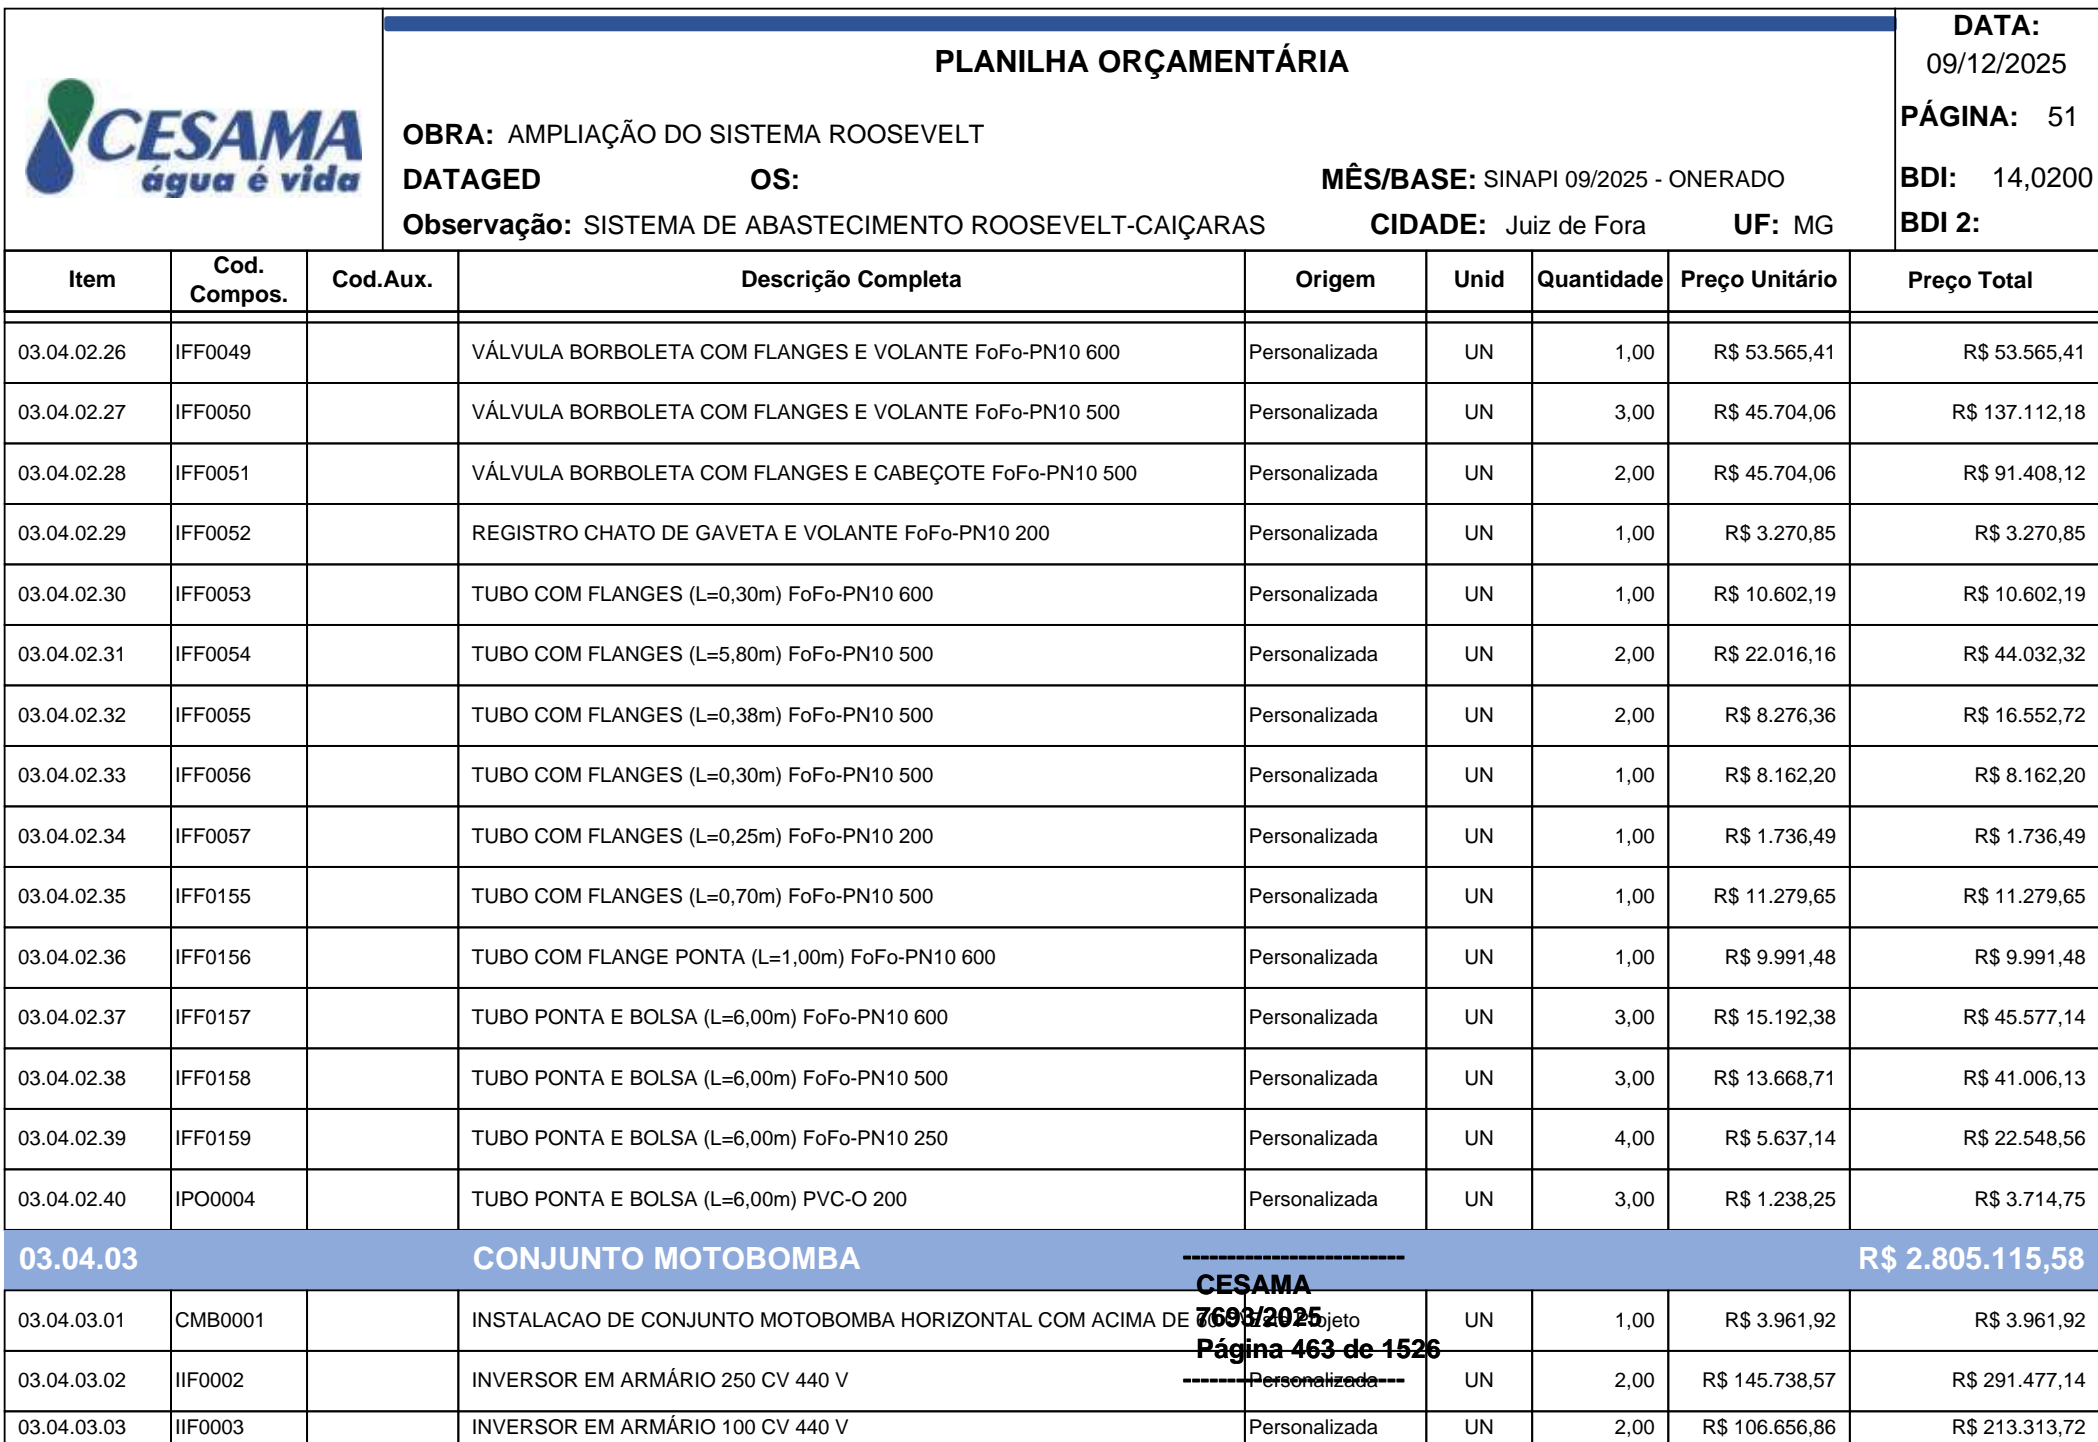 CESAMA
água é vida
PLANILHA ORÇAMENTÁRIA
OBRA: AMPLIAÇÃO DO SISTEMA ROOSEVELT
DATAGED OS: MÊS/BASE: SINAPI 09/2025 - ONERADO
Observação: SISTEMA DE ABASTECIMENTO ROOSEVELT-CAIÇARAS CIDADE: Juiz de Fora UF: MG
DATA:
09/12/2025
PÁGINA: 51
BDI: 14,0200
BDI 2:
Item Cod. Compos. Cod.Aux. Descrição Completa Origem Unid Quantidade Preço Unitário Preço Total
03.04.02.26 IFF0049 VÁLVULA BORBOLETA COM FLANGES E VOLANTE FoFo-PN10 600 Personalizada UN 1,00 R$ 53.565,41 R$ 53.565,41
03.04.02.27 IFF0050 VÁLVULA BORBOLETA COM FLANGES E VOLANTE FoFo-PN10 500 Personalizada UN 3,00 R$ 45.704,06 R$ 137.112,18
03.04.02.28 IFF0051 VÁLVULA BORBOLETA COM FLANGES E CABEÇOTE FoFo-PN10 500 Personalizada UN 2,00 R$ 45.704,06 R$ 91.408,12
03.04.02.29 IFF0052 REGISTRO CHATO DE GAVETA E VOLANTE FoFo-PN10 200 Personalizada UN 1,00 R$ 3.270,85 R$ 3.270,85
03.04.02.30 IFF0053 TUBO COM FLANGES (L=0,30m) FoFo-PN10 600 Personalizada UN 1,00 R$ 10.602,19 R$ 10.602,19
03.04.02.31 IFF0054 TUBO COM FLANGES (L=5,80m) FoFo-PN10 500 Personalizada UN 2,00 R$ 22.016,16 R$ 44.032,32
03.04.02.32 IFF0055 TUBO COM FLANGES (L=0,38m) FoFo-PN10 500 Personalizada UN 2,00 R$ 8.276,36 R$ 16.552,72
03.04.02.33 IFF0056 TUBO COM FLANGES (L=0,30m) FoFo-PN10 500 Personalizada UN 1,00 R$ 8.162,20 R$ 8.162,20
03.04.02.34 IFF0057 TUBO COM FLANGES (L=0,25m) FoFo-PN10 200 Personalizada UN 1,00 R$ 1.736,49 R$ 1.736,49
03.04.02.35 IFF0155 TUBO COM FLANGES (L=0,70m) FoFo-PN10 500 Personalizada UN 1,00 R$ 11.279,65 R$ 11.279,65
03.04.02.36 IFF0156 TUBO COM FLANGE PONTA (L=1,00m) FoFo-PN10 600 Personalizada UN 1,00 R$ 9.991,48 R$ 9.991,48
03.04.02.37 IFF0157 TUBO PONTA E BOLSA (L=6,00m) FoFo-PN10 600 Personalizada UN 3,00 R$ 15.192,38 R$ 45.577,14
03.04.02.38 IFF0158 TUBO PONTA E BOLSA (L=6,00m) FoFo-PN10 500 Personalizada UN 3,00 R$ 13.668,71 R$ 41.006,13
03.04.02.39 IFF0159 TUBO PONTA E BOLSA (L=6,00m) FoFo-PN10 250 Personalizada UN 4,00 R$ 5.637,14 R$ 22.548,56
03.04.02.40 IPO0004 TUBO PONTA E BOLSA (L=6,00m) PVC-O 200 Personalizada UN 3,00 R$ 1.238,25 R$ 3.714,75
03.04.03 CONJUNTO MOTOBOMBA R$ 2.805.115,58
03.04.03.01 CMB0001 INSTALACAO DE CONJUNTO MOTOBOMBA HORIZONTAL COM ACIMA DE UN 1,00 R$ 3.961,92 R$ 3.961,92
03.04.03.02 IIF0002 INVERSOR EM ARMÁRIO 250 CV 440 V Personalizada UN 2,00 R$ 145.738,57 R$ 291.477,14
03.04.03.03 IIF0003 INVERSOR EM ARMÁRIO 100 CV 440 V Personalizada UN 2,00 R$ 106.656,86 R$ 213.313,72
-------------------------
CESAMA
7693/2025
Página 463 de 1526
-------------------------